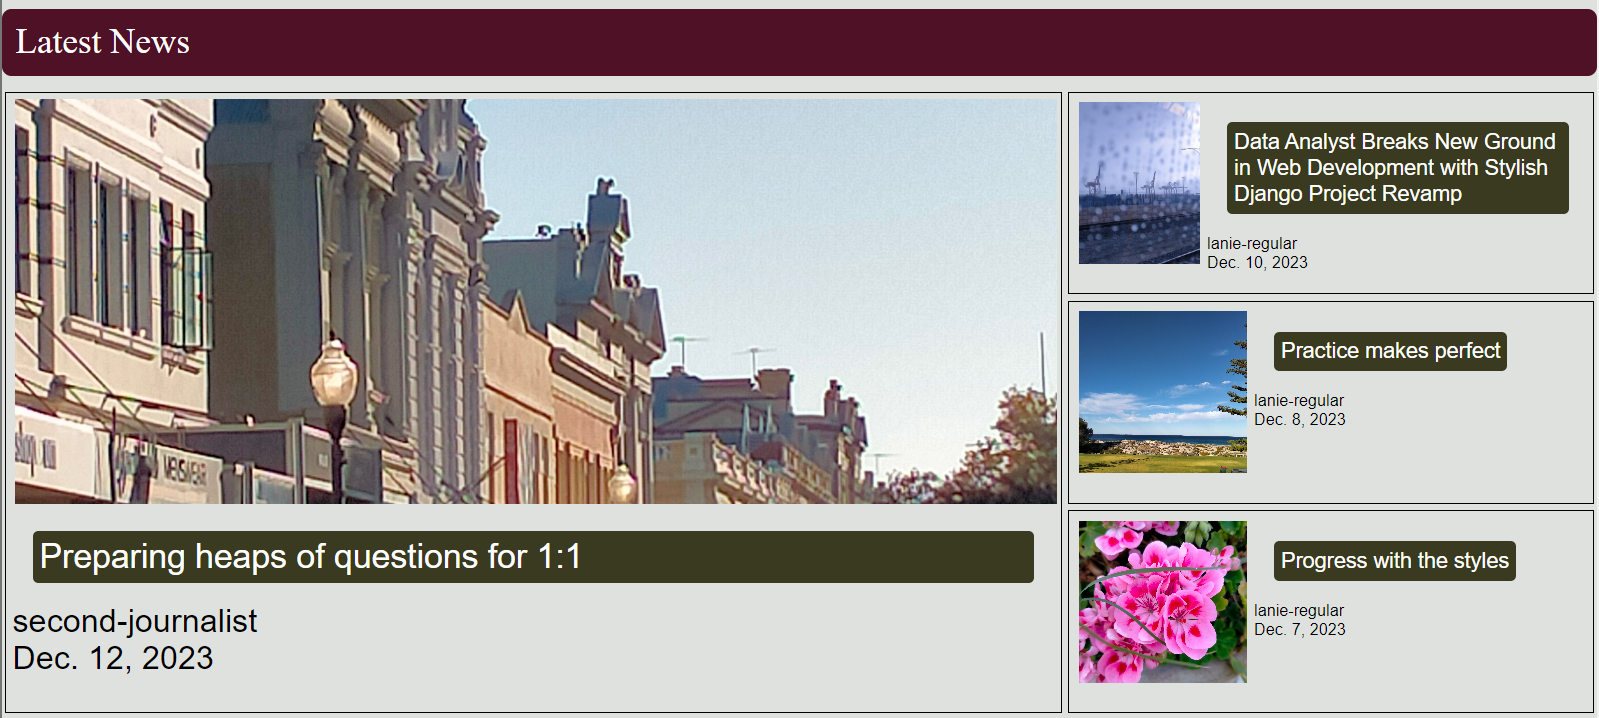 Latest News
Preparing heaps of questions for 1:1
second-journalist
Dec. 12, 2023
Data Analyst Breaks New Ground
in Web Development with Stylish
Django Project Revamp
lanie-regular
Dec. 10, 2023
Practice makes perfect
lanie-regular
Dec. 8, 2023
Progress with the styles
lanie-regular
Dec. 7, 2023